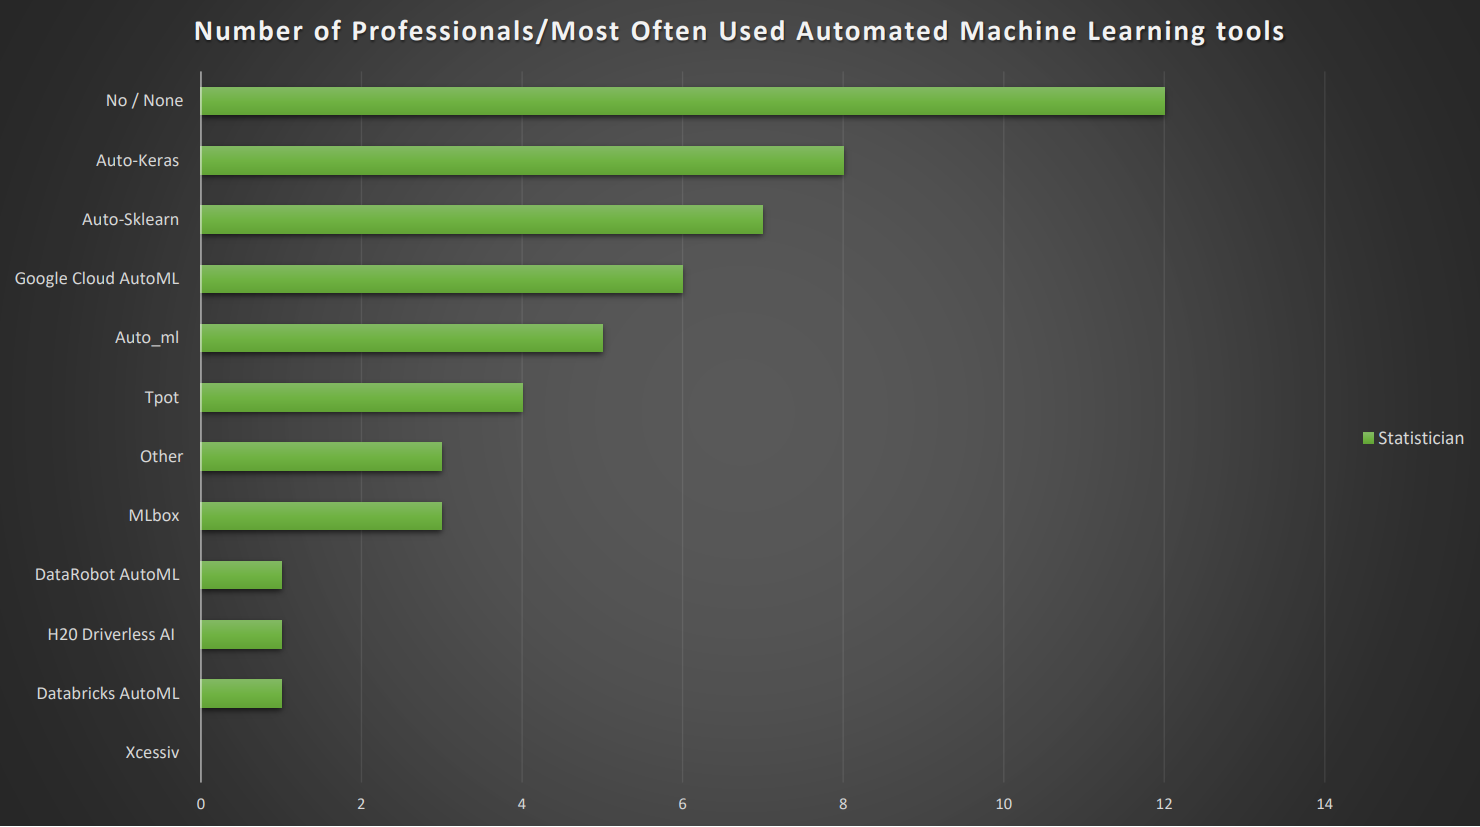 Number of Professionals/Most Often Used Automated Machine Learning tools
No / None
Auto-Keras
Auto-Sklearn
Google Cloud AutoML
Auto_ml
Tpot
Other
MLbox
DataRobot AutoML
H20 Driverless AI
Databricks AutoML
Xcessiv
0 2 4 6 8 10 12 14
Statistician